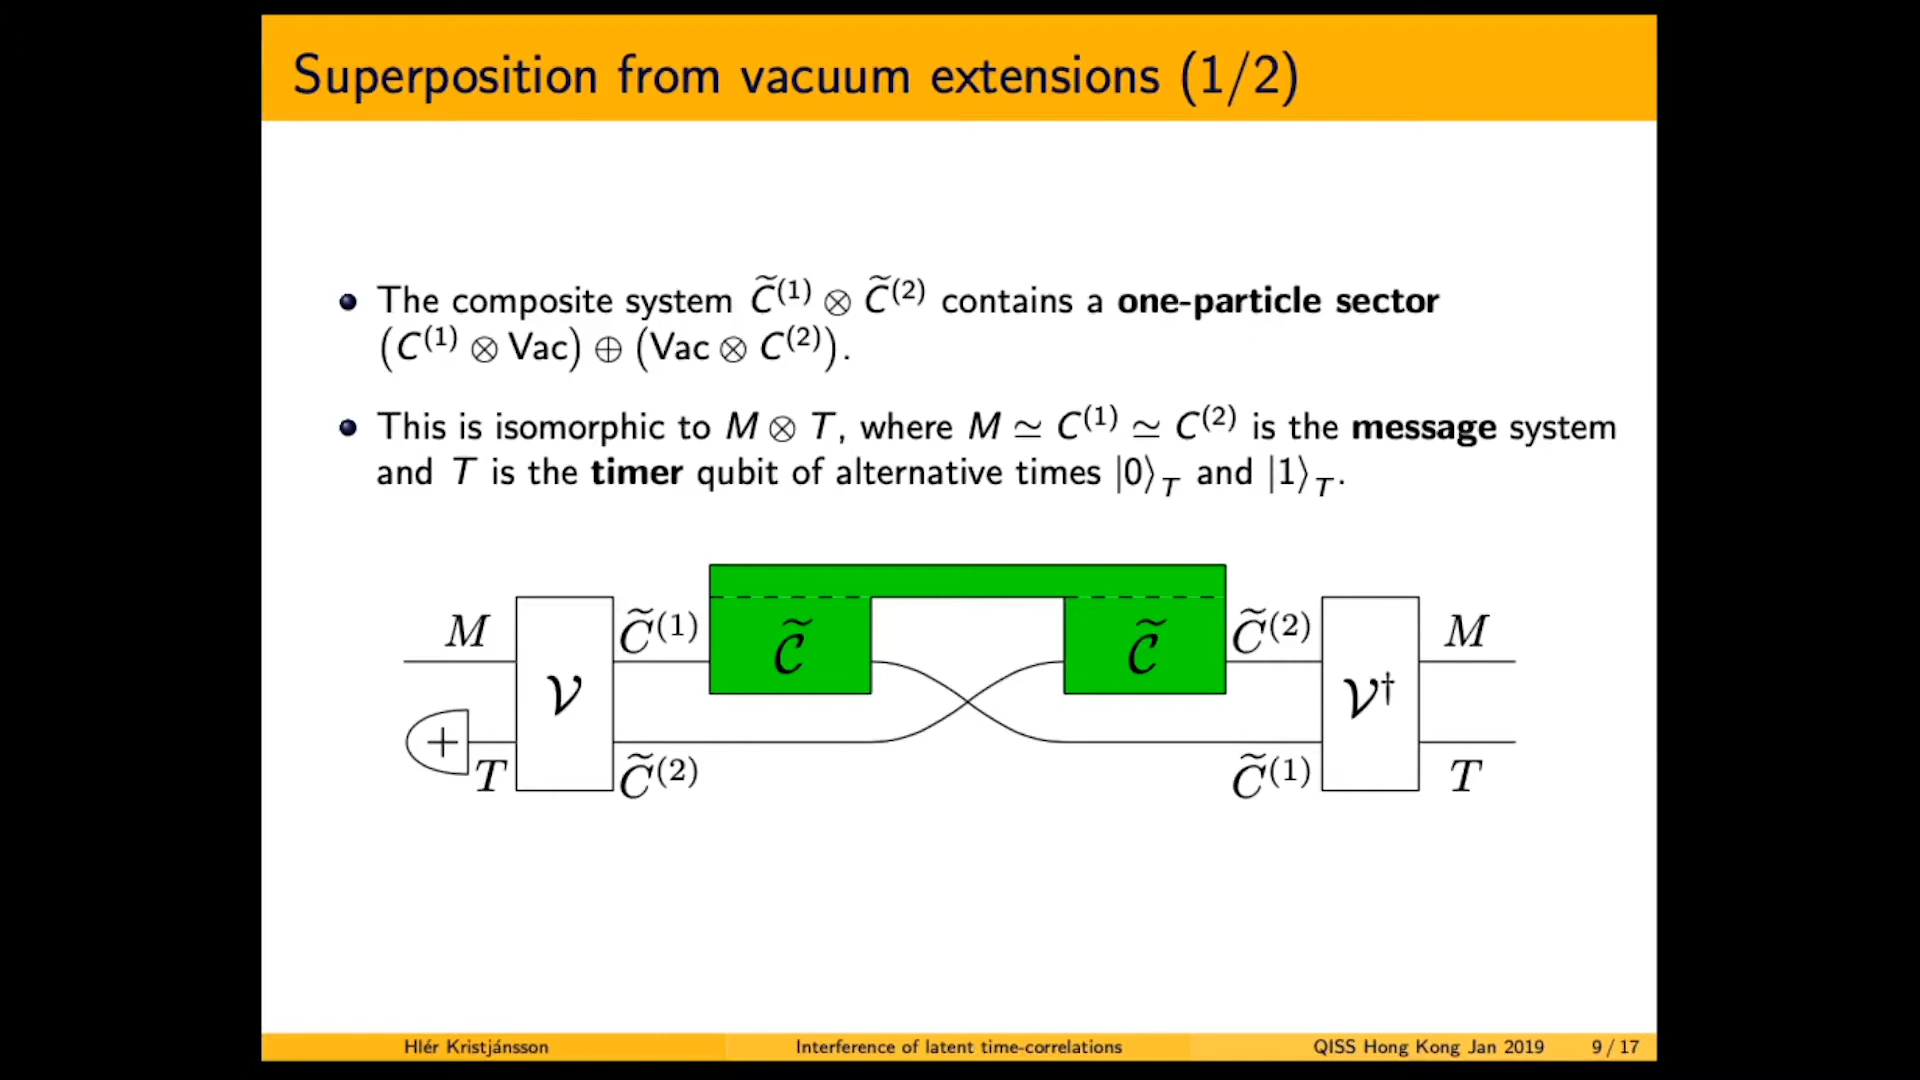 Superposition from vacuum extensions (1/2)
The composite system C̃⁽¹⁾ ⊗ C̃⁽²⁾ contains a one-particle sector
(C⁽¹⁾ ⊗ Vac) ⊕ (Vac ⊗ C⁽²⁾).
This is isomorphic to M ⊗ T, where M ≃ C⁽¹⁾ ≃ C⁽²⁾ is the message system
and T is the timer qubit of alternative times |0⟩_T and |1⟩_T.
M C̃⁽¹⁾ 𝒞̃ 𝒞̃ C̃⁽²⁾ M
𝒱 𝒱†
+ T C̃⁽²⁾ C̃⁽¹⁾ T
Hlér Kristjánsson Interference of latent time-correlations QISS Hong Kong Jan 2019 9 / 17